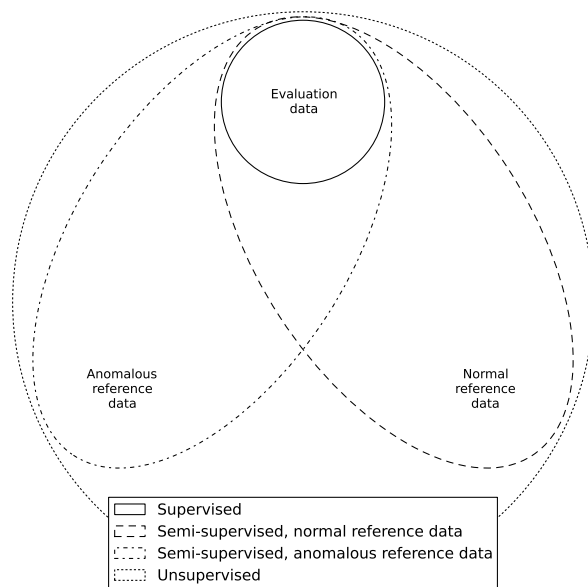 Evaluation
data
Anomalous
reference
data
Normal
reference
data
Supervised
Semi-supervised, normal reference data
Semi-supervised, anomalous reference data
Unsupervised